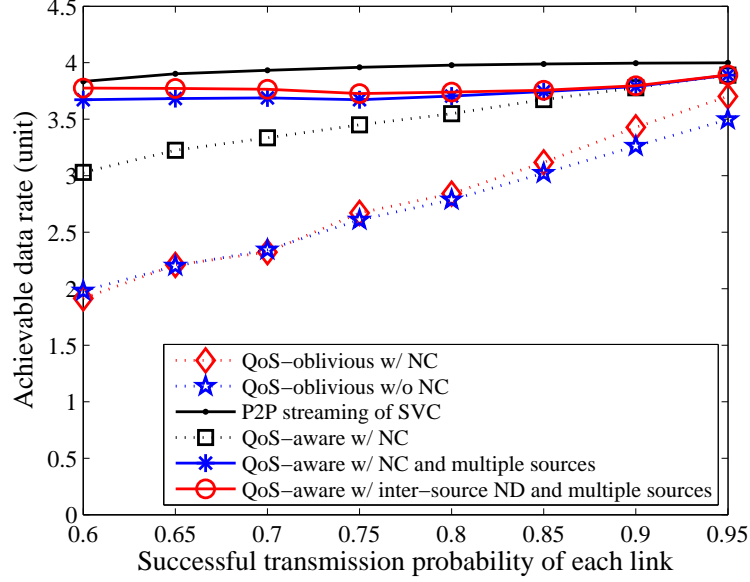 4.5
4
3.5
3
2.5
2
1.5
1
0.5
0
Achievable data rate (unit)
QoS−oblivious w/ NC
QoS−oblivious w/o NC
P2P streaming of SVC
QoS−aware w/ NC
QoS−aware w/ NC and multiple sources
QoS−aware w/ inter−source ND and multiple sources
0.6 0.65 0.7 0.75 0.8 0.85 0.9 0.95
Successful transmission probability of each link